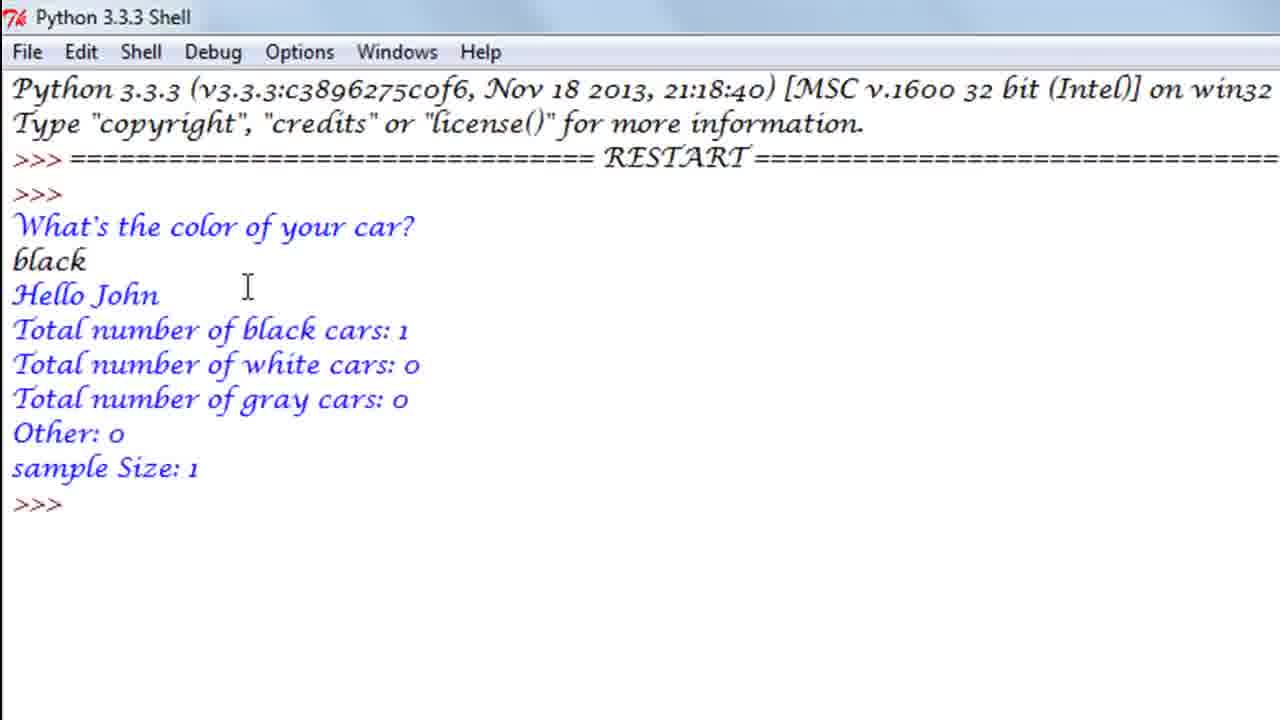 Python 3.3.3 Shell
File Edit Shell Debug Options Windows Help
Python 3.3.3 (v3.3.3:c3896275c0f6, Nov 18 2013, 21:18:40) [MSC v.1600 32 bit (Intel)] on win32
Type "copyright", "credits" or "license()" for more information.
>>> ================================ RESTART ================================
>>>
What's the color of your car?
black
Hello John
Total number of black cars: 1
Total number of white cars: 0
Total number of gray cars: 0
Other: 0
sample Size: 1
>>>